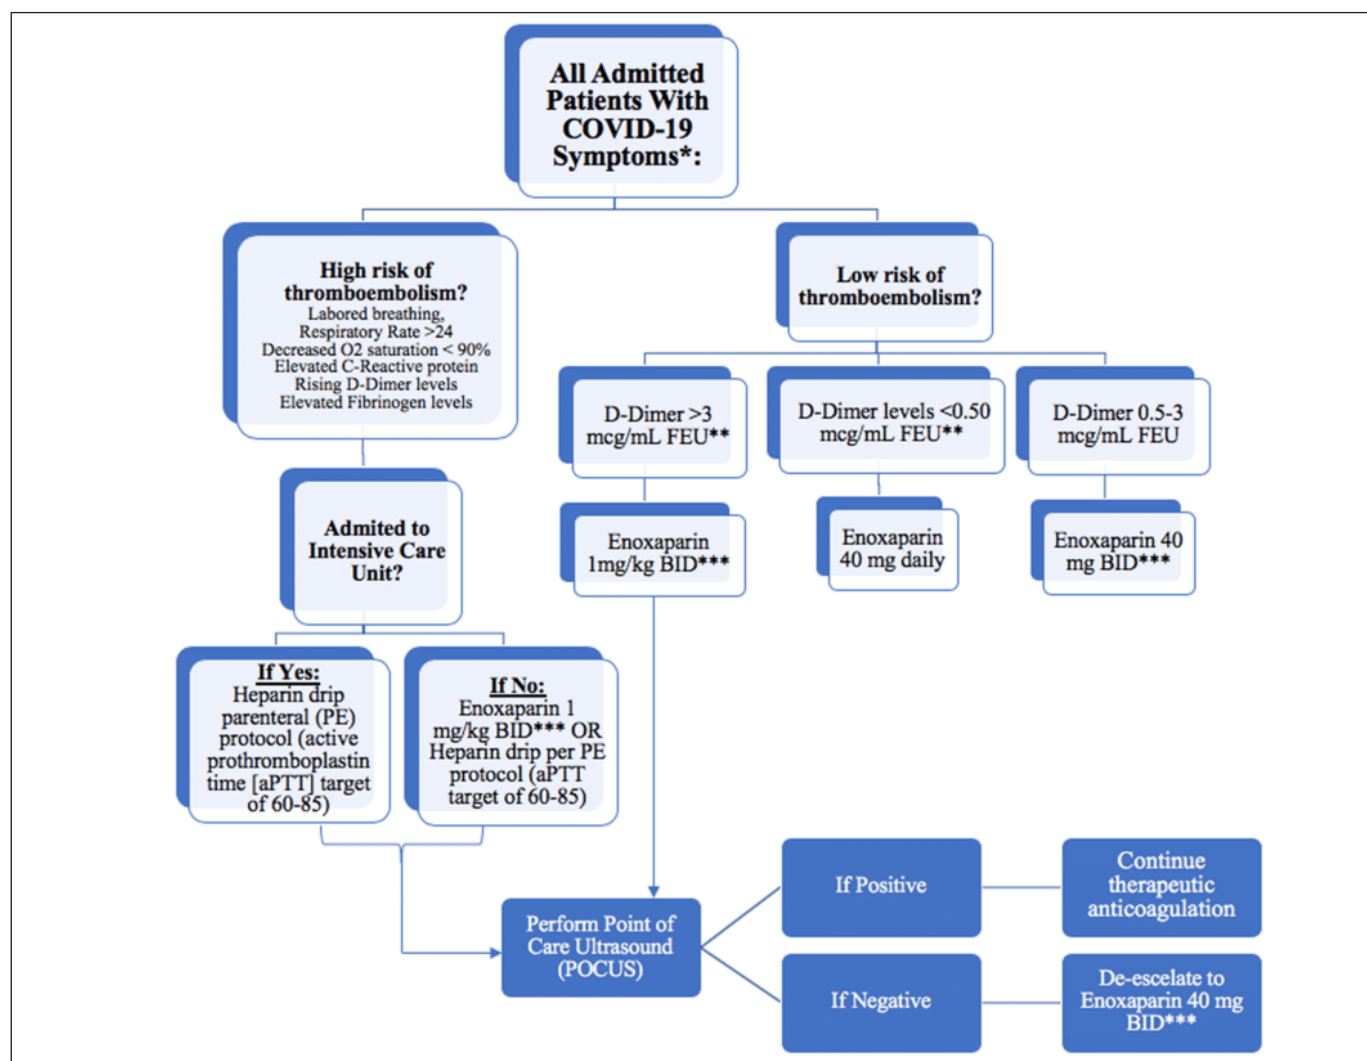 All Admitted
Patients With
COVID-19
Symptoms*:
High risk of
thromboembolism?
Labored breathing,
Respiratory Rate >24
Decreased O2 saturation < 90%
Elevated C-Reactive protein
Rising D-Dimer levels
Elevated Fibrinogen levels
Low risk of
thromboembolism?
D-Dimer >3
mcg/mL FEU**
D-Dimer levels <0.50
mcg/mL FEU**
D-Dimer 0.5-3
mcg/mL FEU
Enoxaparin
1mg/kg BID***
Enoxaparin
40 mg daily
Enoxaparin 40
mg BID***
Admited to
Intensive Care
Unit?
If Yes:
Heparin drip
parenteral (PE)
protocol (active
prothromboplastin
time [aPTT] target
of 60-85)
If No:
Enoxaparin 1
mg/kg BID*** OR
Heparin drip per PE
protocol (aPTT
target of 60-85)
Perform Point of
Care Ultrasound
(POCUS)
If Positive
Continue
therapeutic
anticoagulation
If Negative
De-escelate to
Enoxaparin 40 mg
BID***